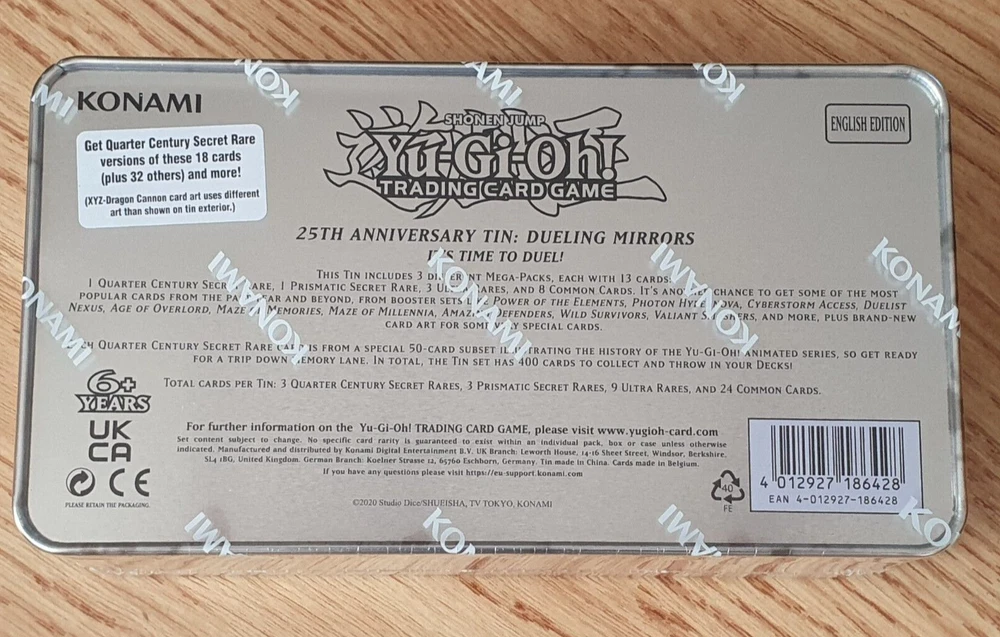 KONAMI
Get Quarter Century Secret Rare
versions of these 18 cards
(plus 32 others) and more!
(XYZ-Dragon Cannon card art uses different
art than shown on tin exterior.)
SHONEN JUMP
Yu-Gi-Oh!
TRADING CARD GAME
ENGLISH EDITION
25TH ANNIVERSARY TIN: DUELING MIRRORS
IT'S TIME TO DUEL!
THIS TIN INCLUDES 3 DIFFERENT MEGA-PACKS, EACH WITH 13 CARDS:
1 QUARTER CENTURY SECRET RARE, 1 PRISMATIC SECRET RARE, 3 ULTRA RARES, AND 8 COMMON CARDS. IT'S ANOTHER CHANCE TO GET SOME OF THE MOST
POPULAR CARDS FROM THE PAST YEAR AND BEYOND, FROM BOOSTER SETS LIKE POWER OF THE ELEMENTS, PHOTON HYPERNOVA, CYBERSTORM ACCESS, DUELIST
NEXUS, AGE OF OVERLORD, MAZE OF MEMORIES, MAZE OF MILLENNIA, AMAZING DEFENDERS, WILD SURVIVORS, VALIANT SMASHERS, AND MORE, PLUS BRAND-NEW
CARD ART FOR SOME VERY SPECIAL CARDS.
EACH QUARTER CENTURY SECRET RARE CARD IS FROM A SPECIAL 50-CARD SUBSET ILLUSTRATING THE HISTORY OF THE YU-GI-OH! ANIMATED SERIES, SO GET READY
FOR A TRIP DOWN MEMORY LANE. IN TOTAL, THE TIN SET HAS 400 CARDS TO COLLECT AND THROW IN YOUR DECKS!
TOTAL CARDS PER TIN: 3 QUARTER CENTURY SECRET RARES, 3 PRISMATIC SECRET RARES, 9 ULTRA RARES, AND 24 COMMON CARDS.
6+
YEARS
UK
CA
CE
PLEASE RETAIN THE PACKAGING.
For further information on the Yu-Gi-Oh! TRADING CARD GAME, please visit www.yugioh-card.com
Set content subject to change. No specific card rarity is guaranteed to exist within an individual pack, box or case unless otherwise
indicated. Manufactured and distributed by Konami Digital Entertainment B.V. UK Branch: Leworth House, 14-16 Sheet Street, Windsor, Berkshire,
SL4 1BG, United Kingdom. German Branch: Koelner Strasse 12, 65760 Eschborn, Germany. Tin made in China. Cards made in Belgium.
If you have any questions please visit https://eu-support.konami.com
©2020 Studio Dice/SHUEISHA, TV TOKYO, KONAMI
40
FE
4 012927 186428
EAN 4-012927-186428
KONAMI
KONAMI
KONAMI
KONAMI